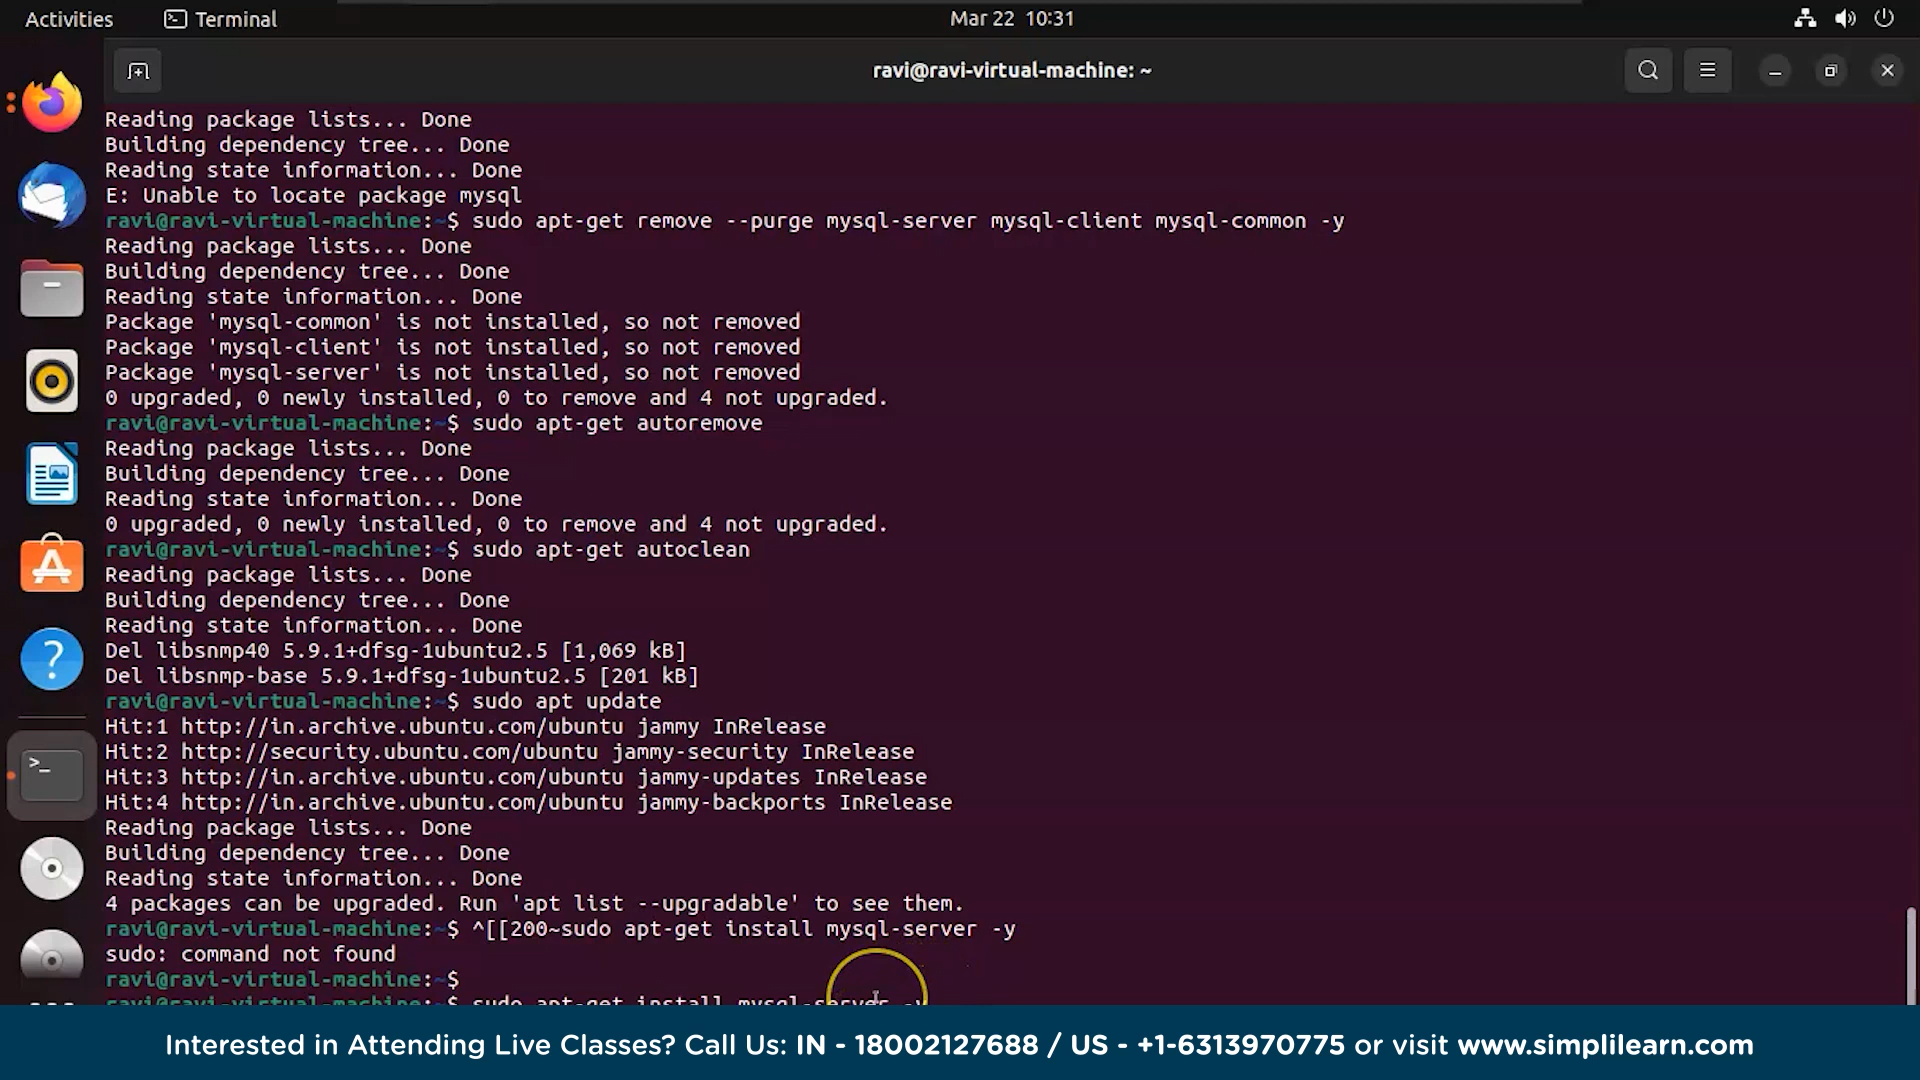 Activities
Terminal
Mar 22 10:31
ravi@ravi-virtual-machine: ~
Reading package lists... Done
Building dependency tree... Done
Reading state information... Done
E: Unable to locate package mysql
ravi@ravi-virtual-machine:~$ sudo apt-get remove --purge mysql-server mysql-client mysql-common -y
Reading package lists... Done
Building dependency tree... Done
Reading state information... Done
Package 'mysql-common' is not installed, so not removed
Package 'mysql-client' is not installed, so not removed
Package 'mysql-server' is not installed, so not removed
0 upgraded, 0 newly installed, 0 to remove and 4 not upgraded.
ravi@ravi-virtual-machine:~$ sudo apt-get autoremove
Reading package lists... Done
Building dependency tree... Done
Reading state information... Done
0 upgraded, 0 newly installed, 0 to remove and 4 not upgraded.
ravi@ravi-virtual-machine:~$ sudo apt-get autoclean
Reading package lists... Done
Building dependency tree... Done
Reading state information... Done
Del libsnmp40 5.9.1+dfsg-1ubuntu2.5 [1,069 kB]
Del libsnmp-base 5.9.1+dfsg-1ubuntu2.5 [201 kB]
ravi@ravi-virtual-machine:~$ sudo apt update
Hit:1 http://in.archive.ubuntu.com/ubuntu jammy InRelease
Hit:2 http://security.ubuntu.com/ubuntu jammy-security InRelease
Hit:3 http://in.archive.ubuntu.com/ubuntu jammy-updates InRelease
Hit:4 http://in.archive.ubuntu.com/ubuntu jammy-backports InRelease
Reading package lists... Done
Building dependency tree... Done
Reading state information... Done
4 packages can be upgraded. Run 'apt list --upgradable' to see them.
ravi@ravi-virtual-machine:~$ ^[[200~sudo apt-get install mysql-server -y
sudo: command not found
ravi@ravi-virtual-machine:~$
ravi@ravi-virtual-machine:~$ sudo apt-get install mysql-server -y
Interested in Attending Live Classes? Call Us: IN - 18002127688 / US - +1-6313970775 or visit www.simplilearn.com